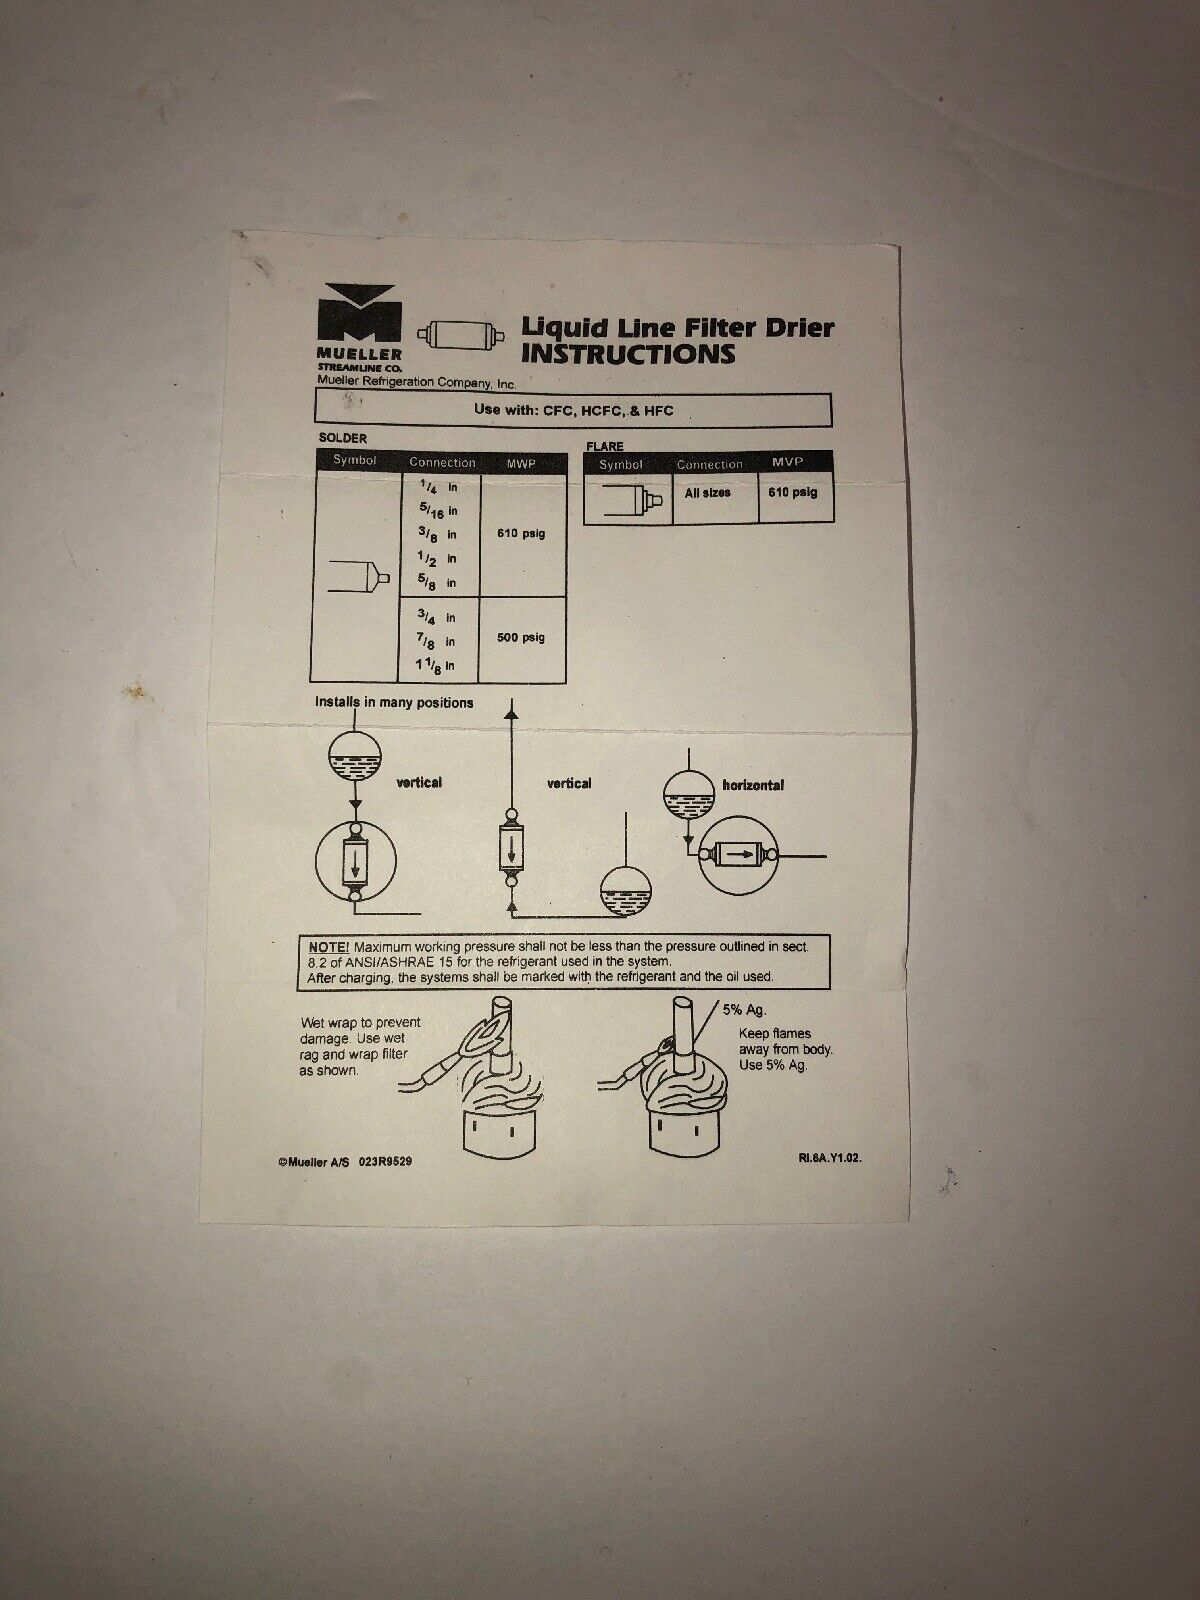 MUELLER
STREAMLINE CO.
Mueller Refrigeration Company, Inc.
Liquid Line Filter Drier
INSTRUCTIONS
Use with: CFC, HCFC, & HFC
SOLDER
Symbol Connection MWP
1/4 in
5/16 in
3/8 in
1/2 in
5/8 in
610 psig
3/4 in
7/8 in
1 1/8 in
500 psig
FLARE
Symbol Connection MVP
All sizes 610 psig
Installs in many positions
vertical
vertical
horizontal
NOTE! Maximum working pressure shall not be less than the pressure outlined in sect.
8.2 of ANSI/ASHRAE 15 for the refrigerant used in the system.
After charging, the systems shall be marked with the refrigerant and the oil used.
Wet wrap to prevent
damage. Use wet
rag and wrap filter
as shown.
5% Ag.
Keep flames
away from body.
Use 5% Ag.
©Mueller A/S 023R9529
RI.6A.Y1.02.